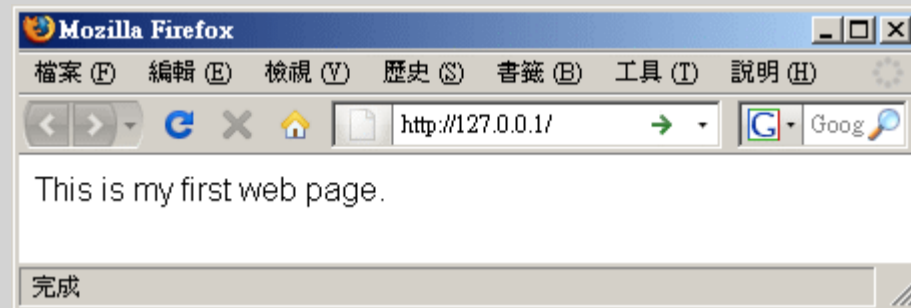 Mozilla Firefox
檔案(F) 編輯(E) 檢視(V) 歷史(S) 書籤(B) 工具(T) 說明(H)
http://127.0.0.1/ G Goog
This is my first web page.
完成